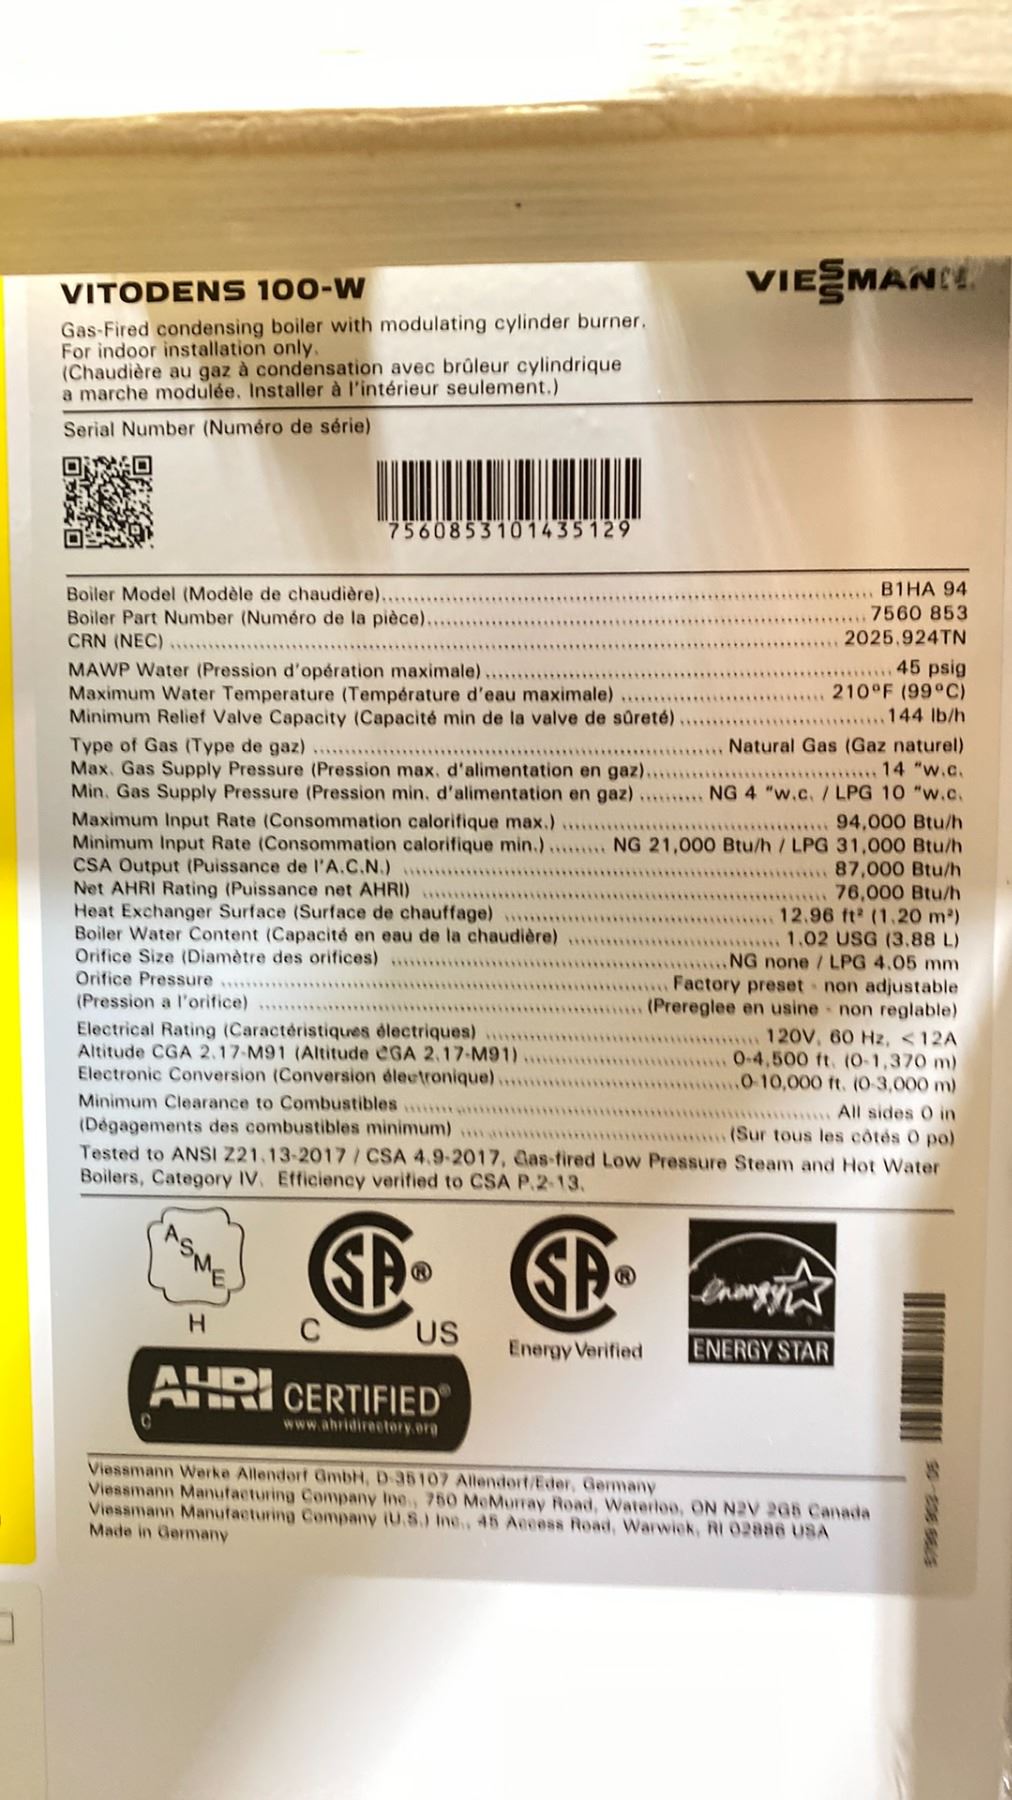 VITODENS 100-W
VIESSMANN
Gas-Fired condensing boiler with modulating cylinder burner.
For indoor installation only.
(Chaudière au gaz à condensation avec brûleur cylindrique
a marche modulée. Installer à l'intérieur seulement.)
Serial Number (Numéro de série)
7560853101435129
Boiler Model (Modèle de chaudière) B1HA 94
Boiler Part Number (Numéro de la pièce) 7560 853
CRN (NEC) 2025.924TN
MAWP Water (Pression d'opération maximale) 45 psig
Maximum Water Temperature (Température d'eau maximale) 210°F (99°C)
Minimum Relief Valve Capacity (Capacité min de la valve de sûreté) 144 lb/h
Type of Gas (Type de gaz) Natural Gas (Gaz naturel)
Max. Gas Supply Pressure (Pression max. d'alimentation en gaz) 14 "w.c.
Min. Gas Supply Pressure (Pression min. d'alimentation en gaz) NG 4 "w.c. / LPG 10 "w.c.
Maximum Input Rate (Consommation calorifique max.) 94,000 Btu/h
Minimum Input Rate (Consommation calorifique min.) NG 21,000 Btu/h / LPG 31,000 Btu/h
CSA Output (Puissance de l'A.C.N.) 87,000 Btu/h
Net AHRI Rating (Puissance net AHRI) 76,000 Btu/h
Heat Exchanger Surface (Surface de chauffage) 12.96 ft² (1.20 m²)
Boiler Water Content (Capacité en eau de la chaudière) 1.02 USG (3.88 L)
Orifice Size (Diamètre des orifices) NG none / LPG 4.05 mm
Orifice Pressure Factory preset - non adjustable
(Pression a l'orifice) (Prereglee en usine - non reglable)
Electrical Rating (Caractéristiques électriques) 120V, 60 Hz, <12A
Altitude CGA 2.17-M91 (Altitude CGA 2.17-M91) 0-4,500 ft. (0-1,370 m)
Electronic Conversion (Conversion électronique) 0-10,000 ft. (0-3,000 m)
Minimum Clearance to Combustibles All sides 0 in
(Dégagements des combustibles minimum) (Sur tous les côtés 0 po)
Tested to ANSI Z21.13-2017 / CSA 4.9-2017, Gas-fired Low Pressure Steam and Hot Water
Boilers, Category IV. Efficiency verified to CSA P.2-13.
ASME
H
C SA® US
SA®
Energy Verified
energy
ENERGY STAR
AHRI CERTIFIED®
C
www.ahridirectory.org
Viessmann Werke Allendorf GmbH, D-35107 Allendorf/Eder, Germany
Viessmann Manufacturing Company Inc., 750 McMurray Road, Waterloo, ON N2V 2G5 Canada
Viessmann Manufacturing Company (U.S.) Inc., 45 Access Road, Warwick, RI 02886 USA
Made in Germany